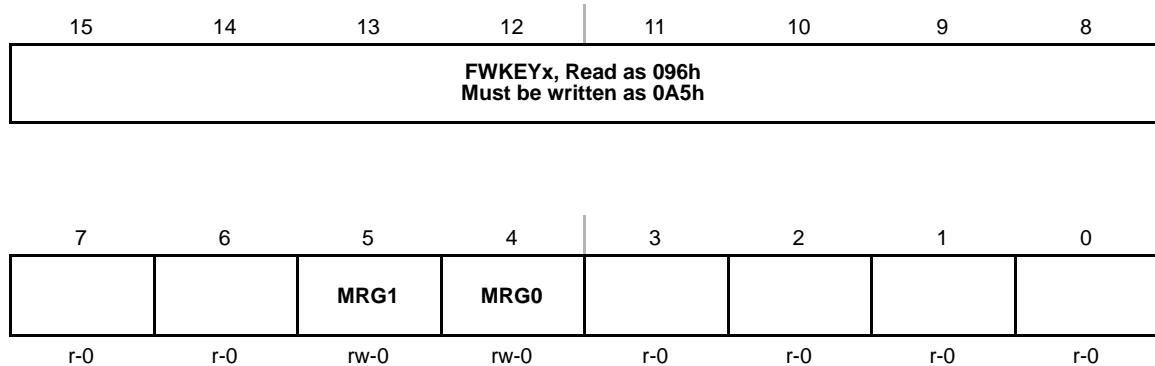 15 14 13 12 11 10 9 8
FWKEYx, Read as 096h
Must be written as 0A5h
7 6 5 4 3 2 1 0
MRG1 MRG0
r-0 r-0 rw-0 rw-0 r-0 r-0 r-0 r-0